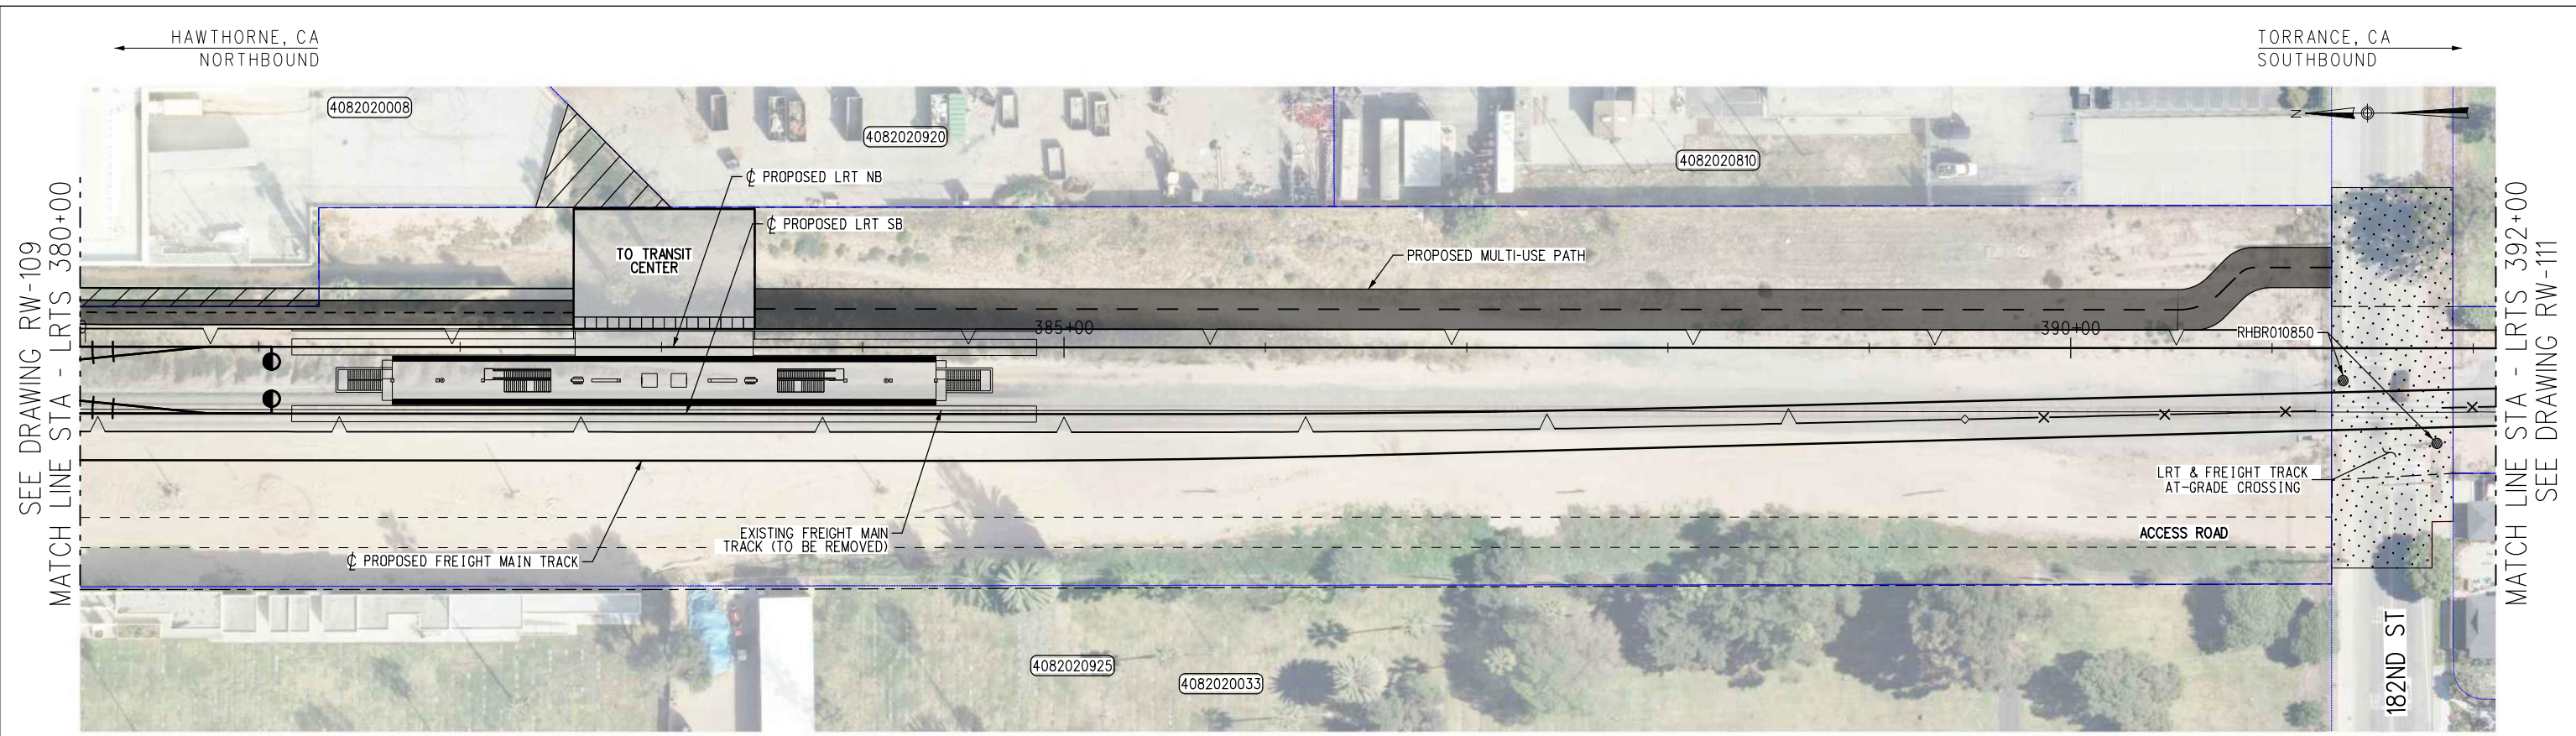 HAWTHORNE, CA
NORTHBOUND
TORRANCE, CA
SOUTHBOUND
4082020008
4082020920
4082020810
N
℄ PROPOSED LRT NB
℄ PROPOSED LRT SB
TO TRANSIT
CENTER
PROPOSED MULTI-USE PATH
385+00
390+00
RHBR010850
SEE DRAWING RW-109
MATCH LINE STA - LRTS 380+00
MATCH LINE STA - LRTS 392+00
SEE DRAWING RW-111
LRT & FREIGHT TRACK
AT-GRADE CROSSING
EXISTING FREIGHT MAIN
TRACK (TO BE REMOVED)
ACCESS ROAD
℄ PROPOSED FREIGHT MAIN TRACK
4082020925
4082020033
182ND ST